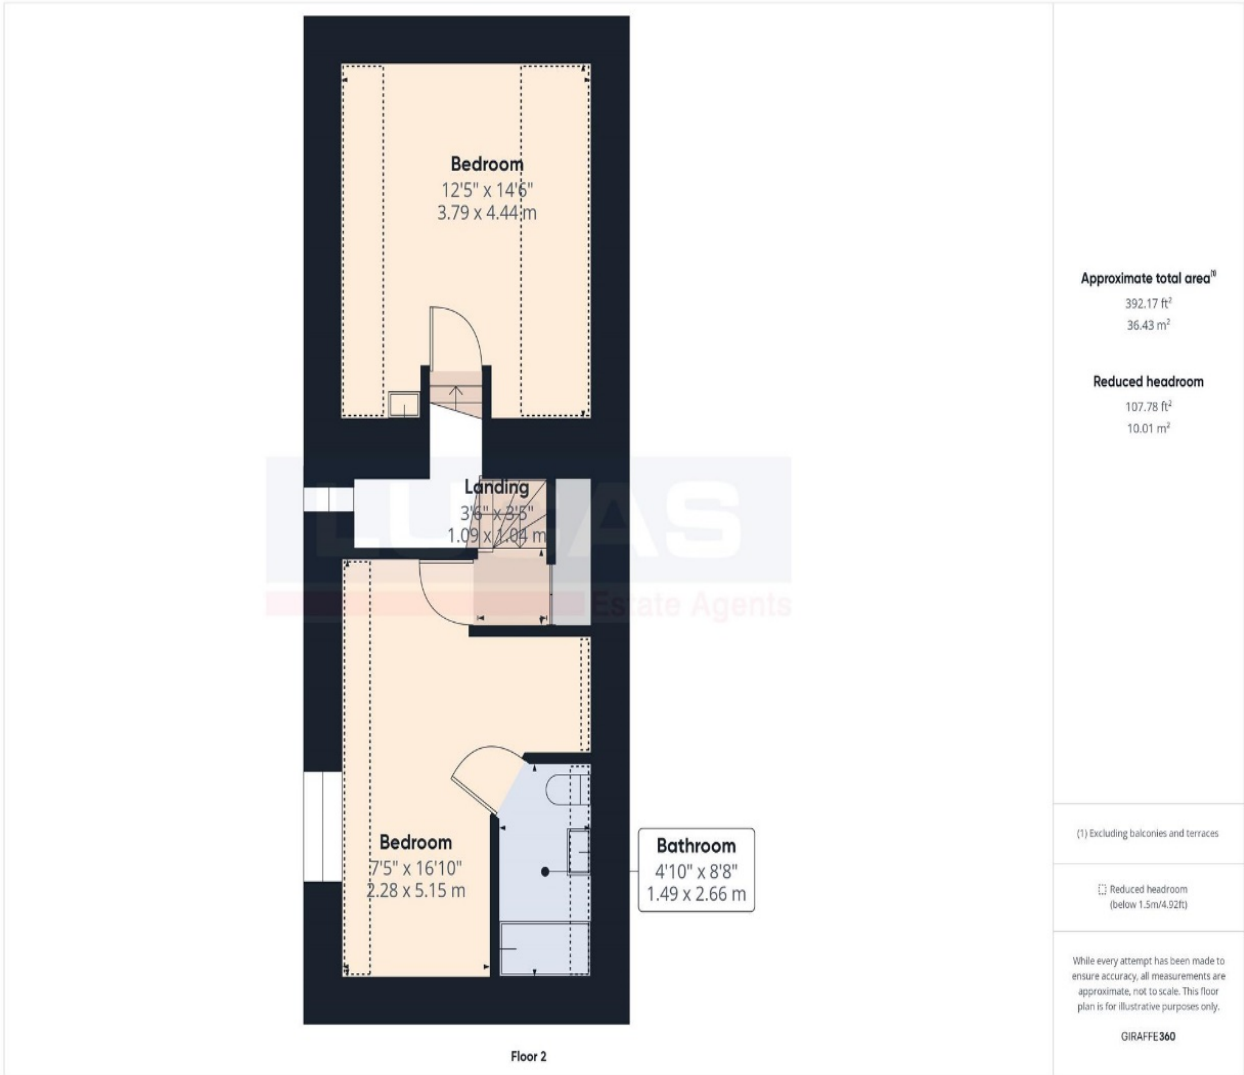 Bedroom
12'5" x 14'6"
3.79 x 4.44 m
Landing
3'6" x 3'5"
1.09 x 1.04 m
LUCAS
Estate Agents
Bedroom
7'5" x 16'10"
2.28 x 5.15 m
Bathroom
4'10" x 8'8"
1.49 x 2.66 m
Floor 2
Approximate total area(1)
392.17 ft²
36.43 m²
Reduced headroom
107.78 ft²
10.01 m²
(1) Excluding balconies and terraces
Reduced headroom
(below 1.5m/4.92ft)
While every attempt has been made to
ensure accuracy, all measurements are
approximate, not to scale. This floor
plan is for illustrative purposes only.
GIRAFFE360